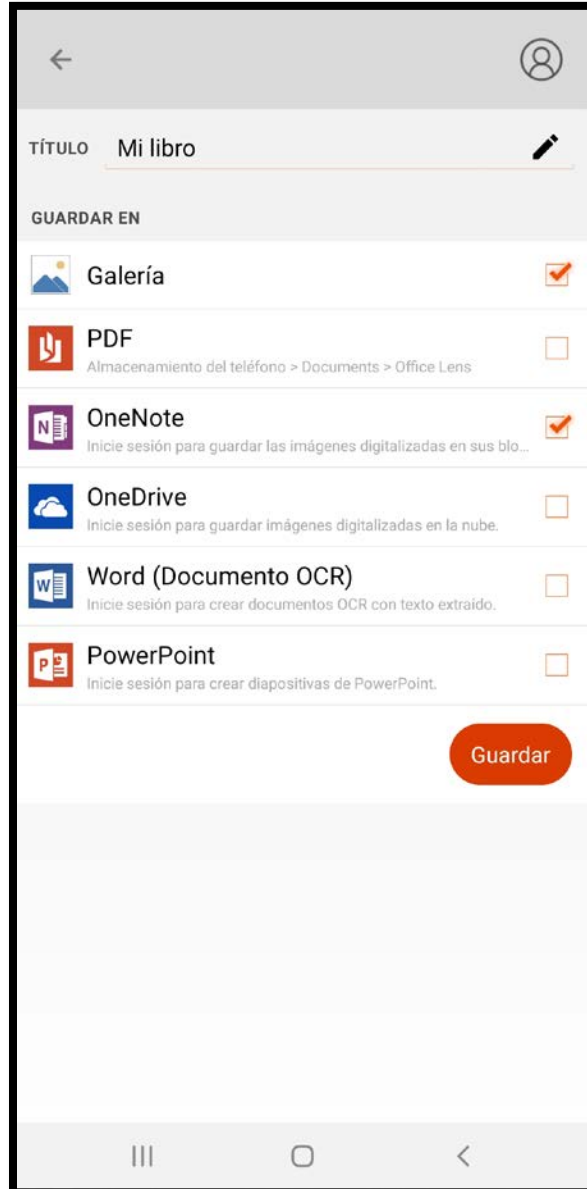 TÍTULO Mi libro
GUARDAR EN
Galería
PDF
Almacenamiento del teléfono > Documents > Office Lens
OneNote
Inicie sesión para guardar las imágenes digitalizadas en sus blo...
OneDrive
Inicie sesión para guardar imágenes digitalizadas en la nube.
Word (Documento OCR)
Inicie sesión para crear documentos OCR con texto extraído.
PowerPoint
Inicie sesión para crear diapositivas de PowerPoint.
Guardar